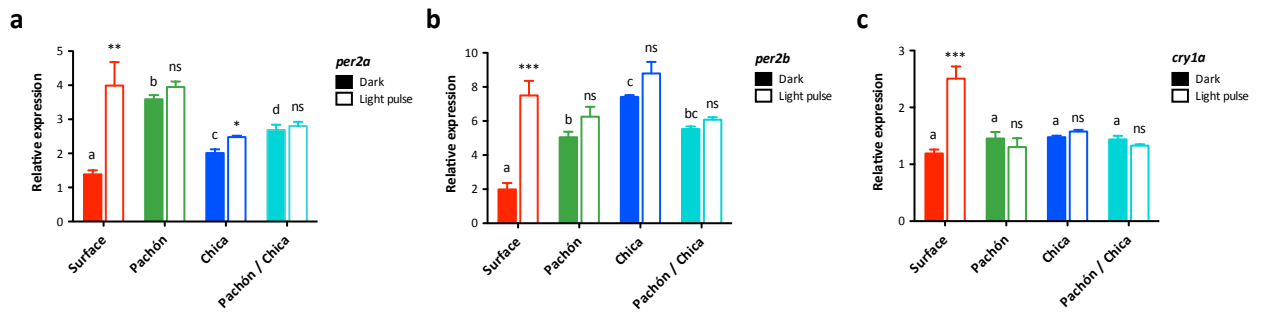 a
Relative expression
5
4
3
2
1
0
a
**
b
ns
c
*
d
ns
Surface
Pachón
Chica
Pachón / Chica
per2a
Dark
Light pulse
b
Relative expression
10
8
6
4
2
0
a
***
b
ns
c
ns
bc
ns
Surface
Pachón
Chica
Pachón / Chica
per2b
Dark
Light pulse
c
Relative expression
3
2
1
0
a
***
a
ns
a
ns
a
ns
Surface
Pachón
Chica
Pachón / Chica
cry1a
Dark
Light pulse